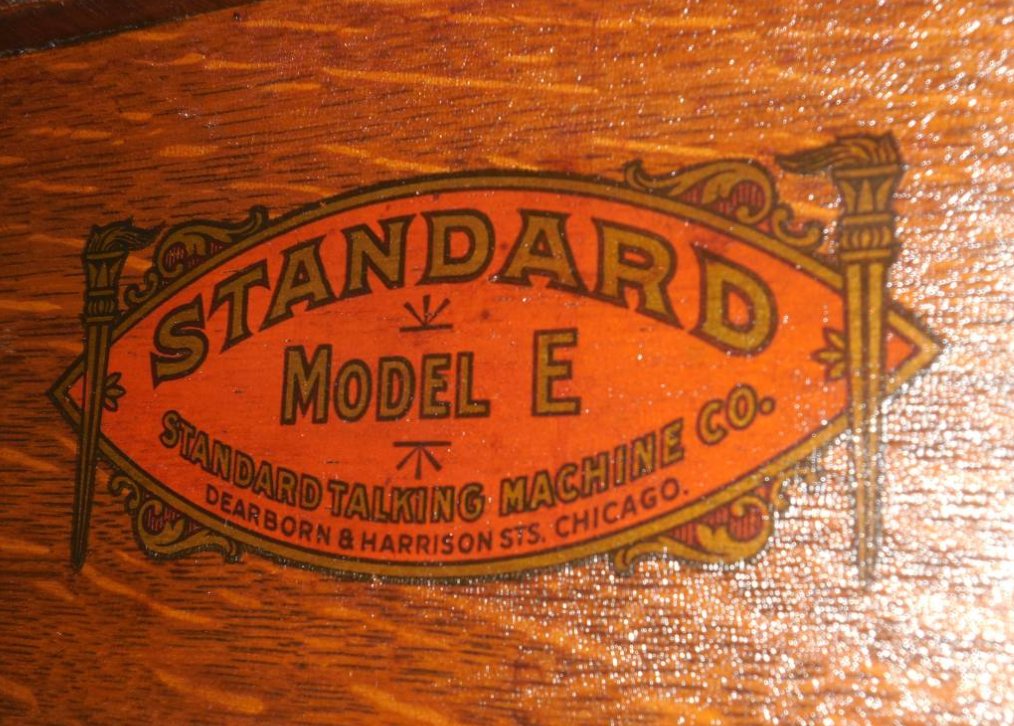 STANDARD
MODEL E
STANDARD TALKING MACHINE CO.
DEARBORN & HARRISON STS. CHICAGO.